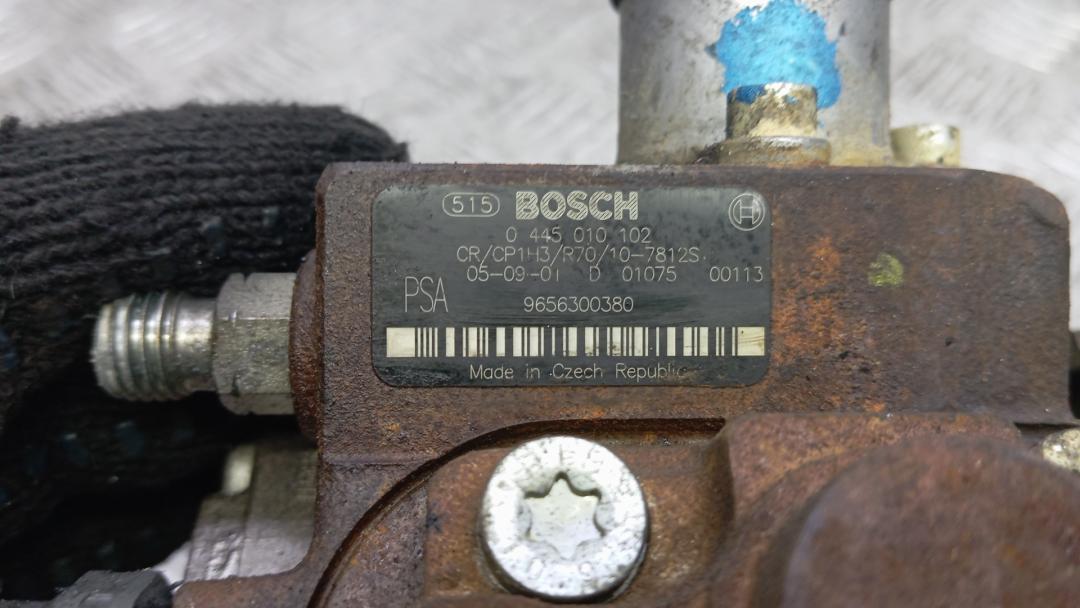 515 BOSCH
0 445 010 102
CR/CP1H3/R70/10-7812S
05-09-01 D 01075 00113
PSA 9656300380
Made in Czech Republic